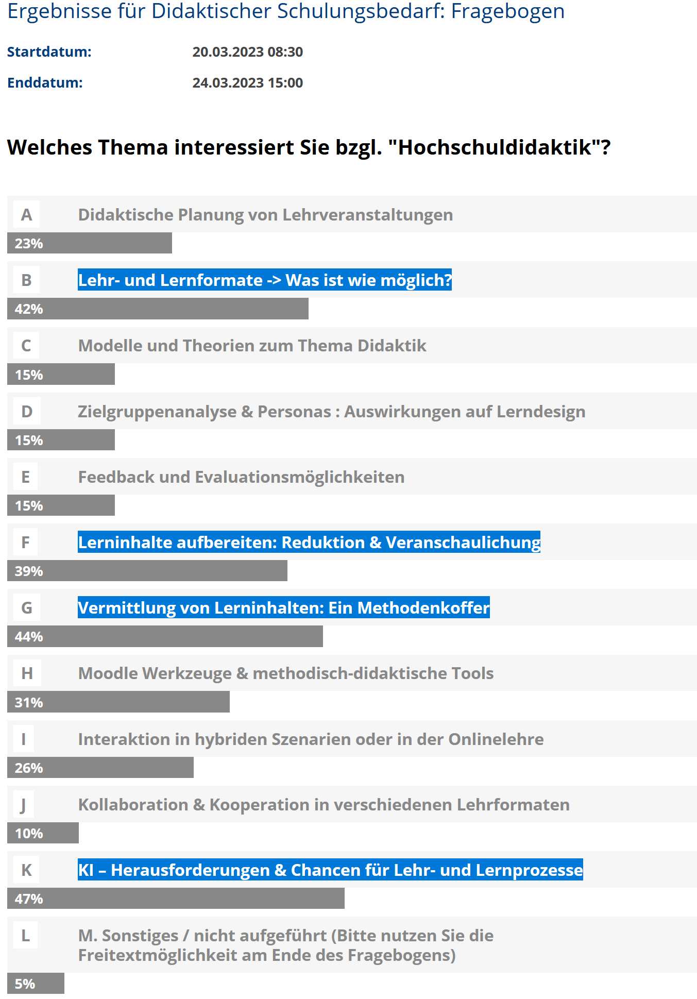 Ergebnisse für Didaktischer Schulungsbedarf: Fragebogen
Startdatum: 20.03.2023 08:30
Enddatum: 24.03.2023 15:00
Welches Thema interessiert Sie bzgl. "Hochschuldidaktik"?
A Didaktische Planung von Lehrveranstaltungen
23%
B Lehr- und Lernformate -> Was ist wie möglich?
42%
C Modelle und Theorien zum Thema Didaktik
15%
D Zielgruppenanalyse & Personas : Auswirkungen auf Lerndesign
15%
E Feedback und Evaluationsmöglichkeiten
15%
F Lerninhalte aufbereiten: Reduktion & Veranschaulichung
39%
G Vermittlung von Lerninhalten: Ein Methodenkoffer
44%
H Moodle Werkzeuge & methodisch-didaktische Tools
31%
I Interaktion in hybriden Szenarien oder in der Onlinelehre
26%
J Kollaboration & Kooperation in verschiedenen Lehrformaten
10%
K KI – Herausforderungen & Chancen für Lehr- und Lernprozesse
47%
L M. Sonstiges / nicht aufgeführt (Bitte nutzen Sie die
Freitextmöglichkeit am Ende des Fragebogens)
5%